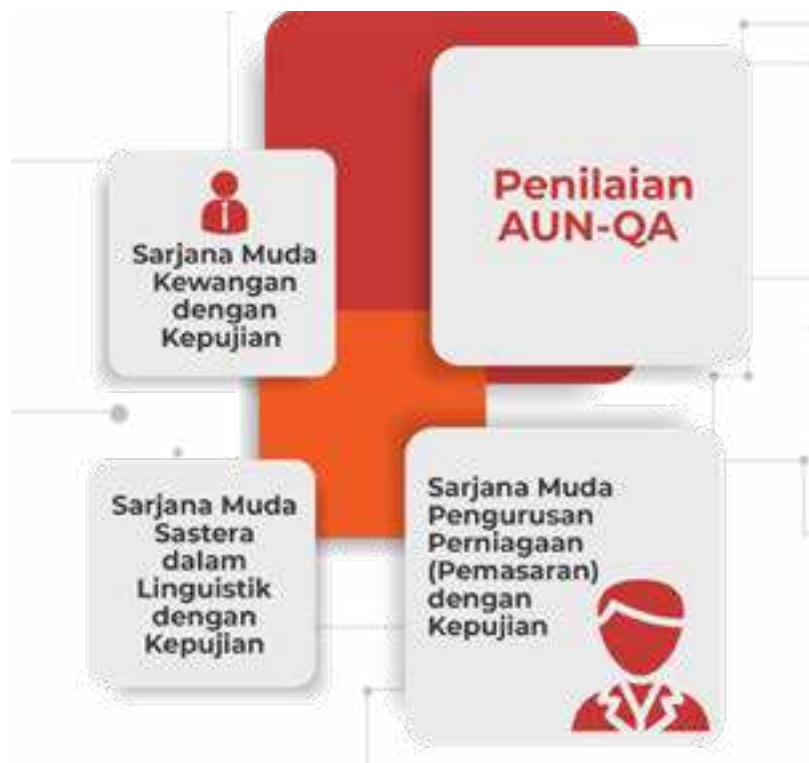 Penilaian
AUN-QA
Sarjana Muda
Kewangan
dengan
Kepujian
Sarjana Muda
Sastera
dalam
Linguistik
dengan
Kepujian
Sarjana Muda
Pengurusan
Perniagaan
(Pemasaran)
dengan
Kepujian